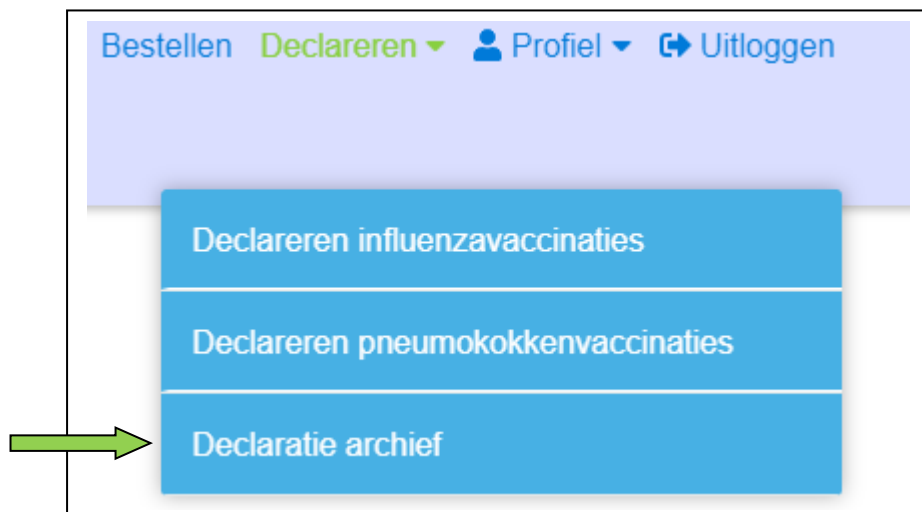 Bestellen Declareren Profiel Uitloggen
Declareren influenzavaccinaties
Declareren pneumokokkenvaccinaties
Declaratie archief